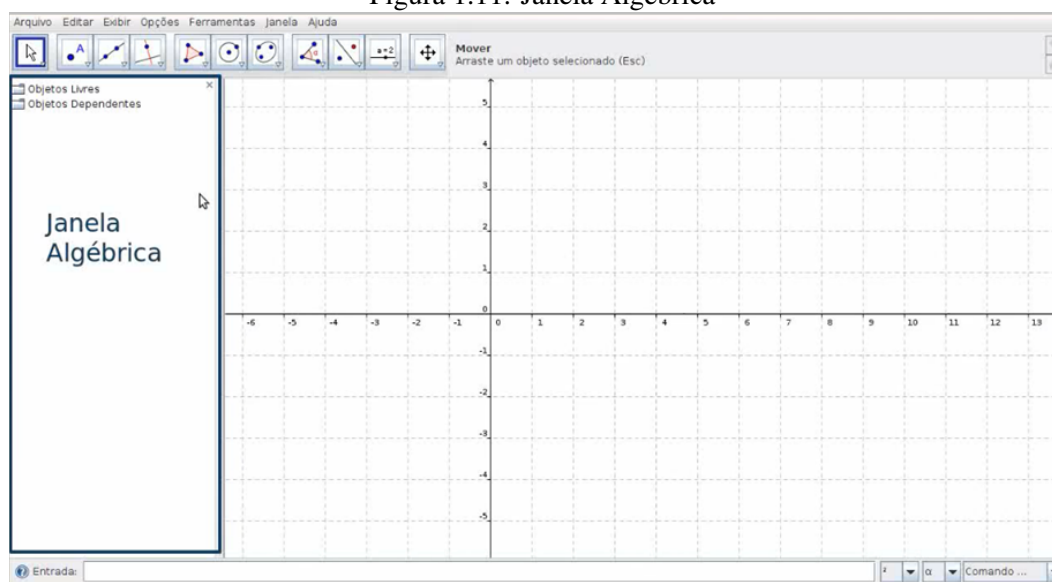 Figura 1.11: Janela Algébrica
Arquivo Editar Exibir Opções Ferramentas Janela Ajuda
A
a=2
Mover
Arraste um objeto selecionado (Esc)
Objetos Livres
Objetos Dependentes
Janela
Algébrica
5
4
3
2
1
0
-6 -5 -4 -3 -2 -1 0 1 2 3 4 5 6 7 8 9 10 11 12 13
-1
-2
-3
-4
-5
Entrada:
² α Comando ...